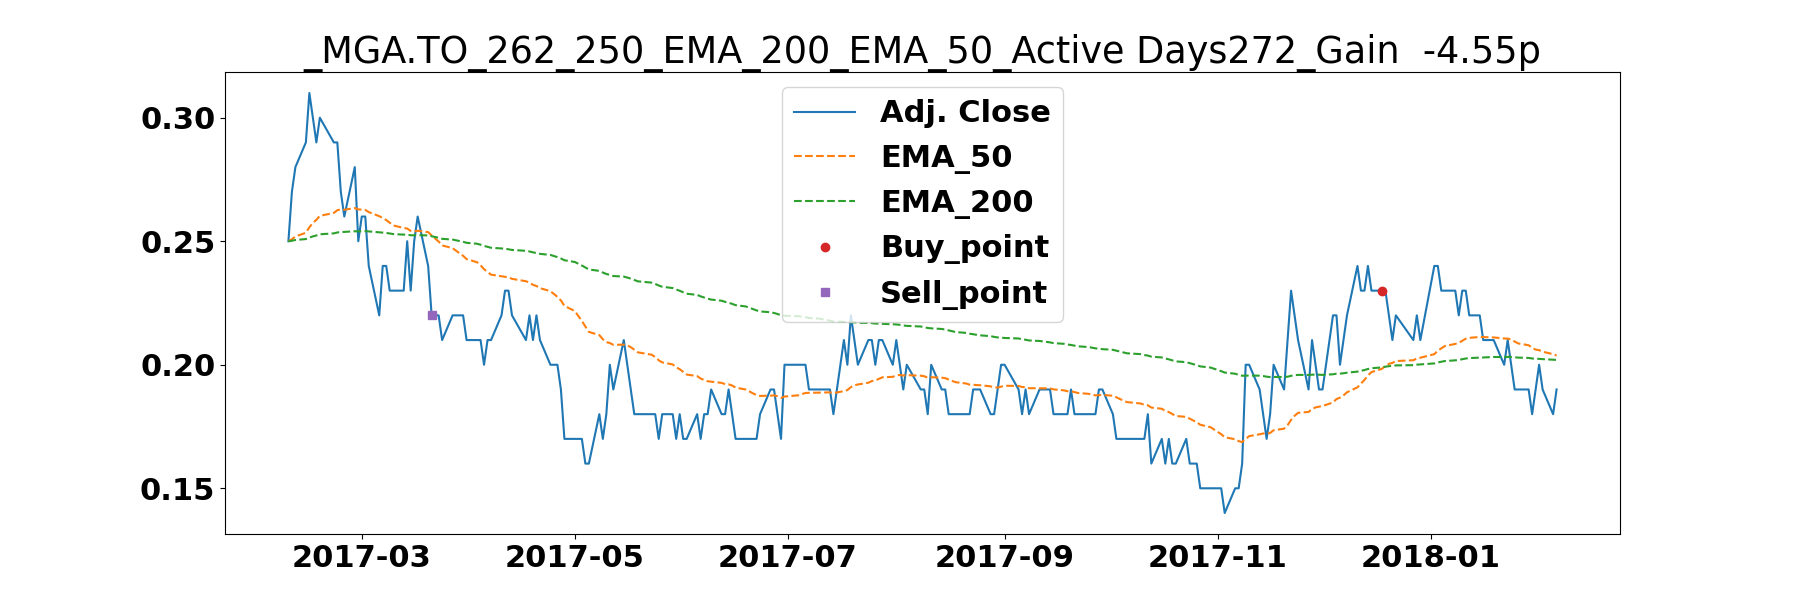 _MGA.TO_262_250_EMA_200_EMA_50_Active Days272_Gain  -4.55p
0.30
0.25
0.20
0.15
Adj. Close
EMA_50
EMA_200
Buy_point
Sell_point
2017-03
2017-05
2017-07
2017-09
2017-11
2018-01